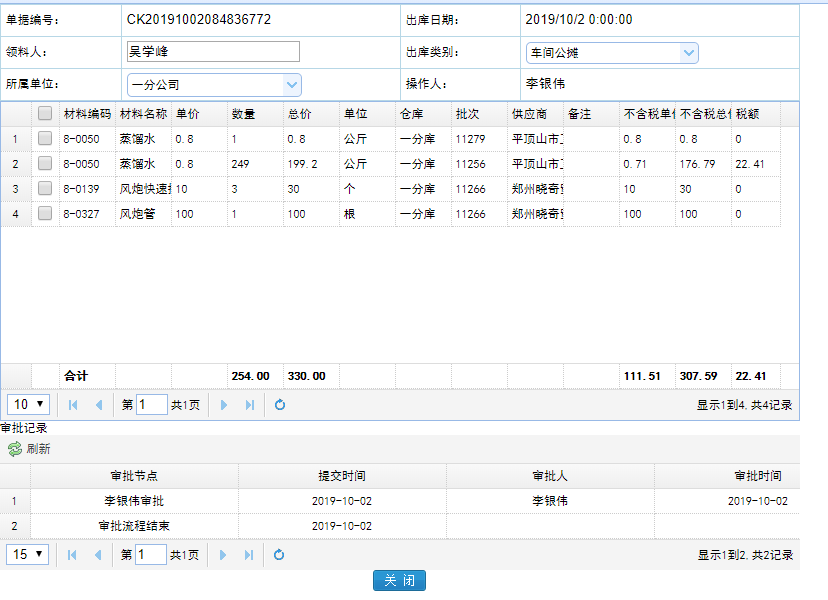 单据编号： CK20191002084836772 出库日期： 2019/10/2 0:00:00
领料人： 吴学峰 出库类别： 车间公摊
所属单位： 一分公司 操作人： 李银伟
材料编码 材料名称 单价 数量 总价 单位 仓库 批次 供应商 备注 不含税单 不含税总 税额
1 8-0050 蒸馏水 0.8 1 0.8 公斤 一分库 11279 平顶山市 0.8 0.8 0
2 8-0050 蒸馏水 0.8 249 199.2 公斤 一分库 11256 平顶山市 0.71 176.79 22.41
3 8-0139 风炮快速 10 3 30 个 一分库 11266 郑州晓奇 10 30 0
4 8-0327 风炮管 100 1 100 根 一分库 11266 郑州晓奇 100 100 0
合计 254.00 330.00 111.51 307.59 22.41
10 第 1 共1页 显示1到4,共4记录
审批记录
刷新
审批节点 提交时间 审批人 审批时间
1 李银伟审批 2019-10-02 李银伟 2019-10-02
2 审批流程结束 2019-10-02
15 第 1 共1页 显示1到2,共2记录
关闭